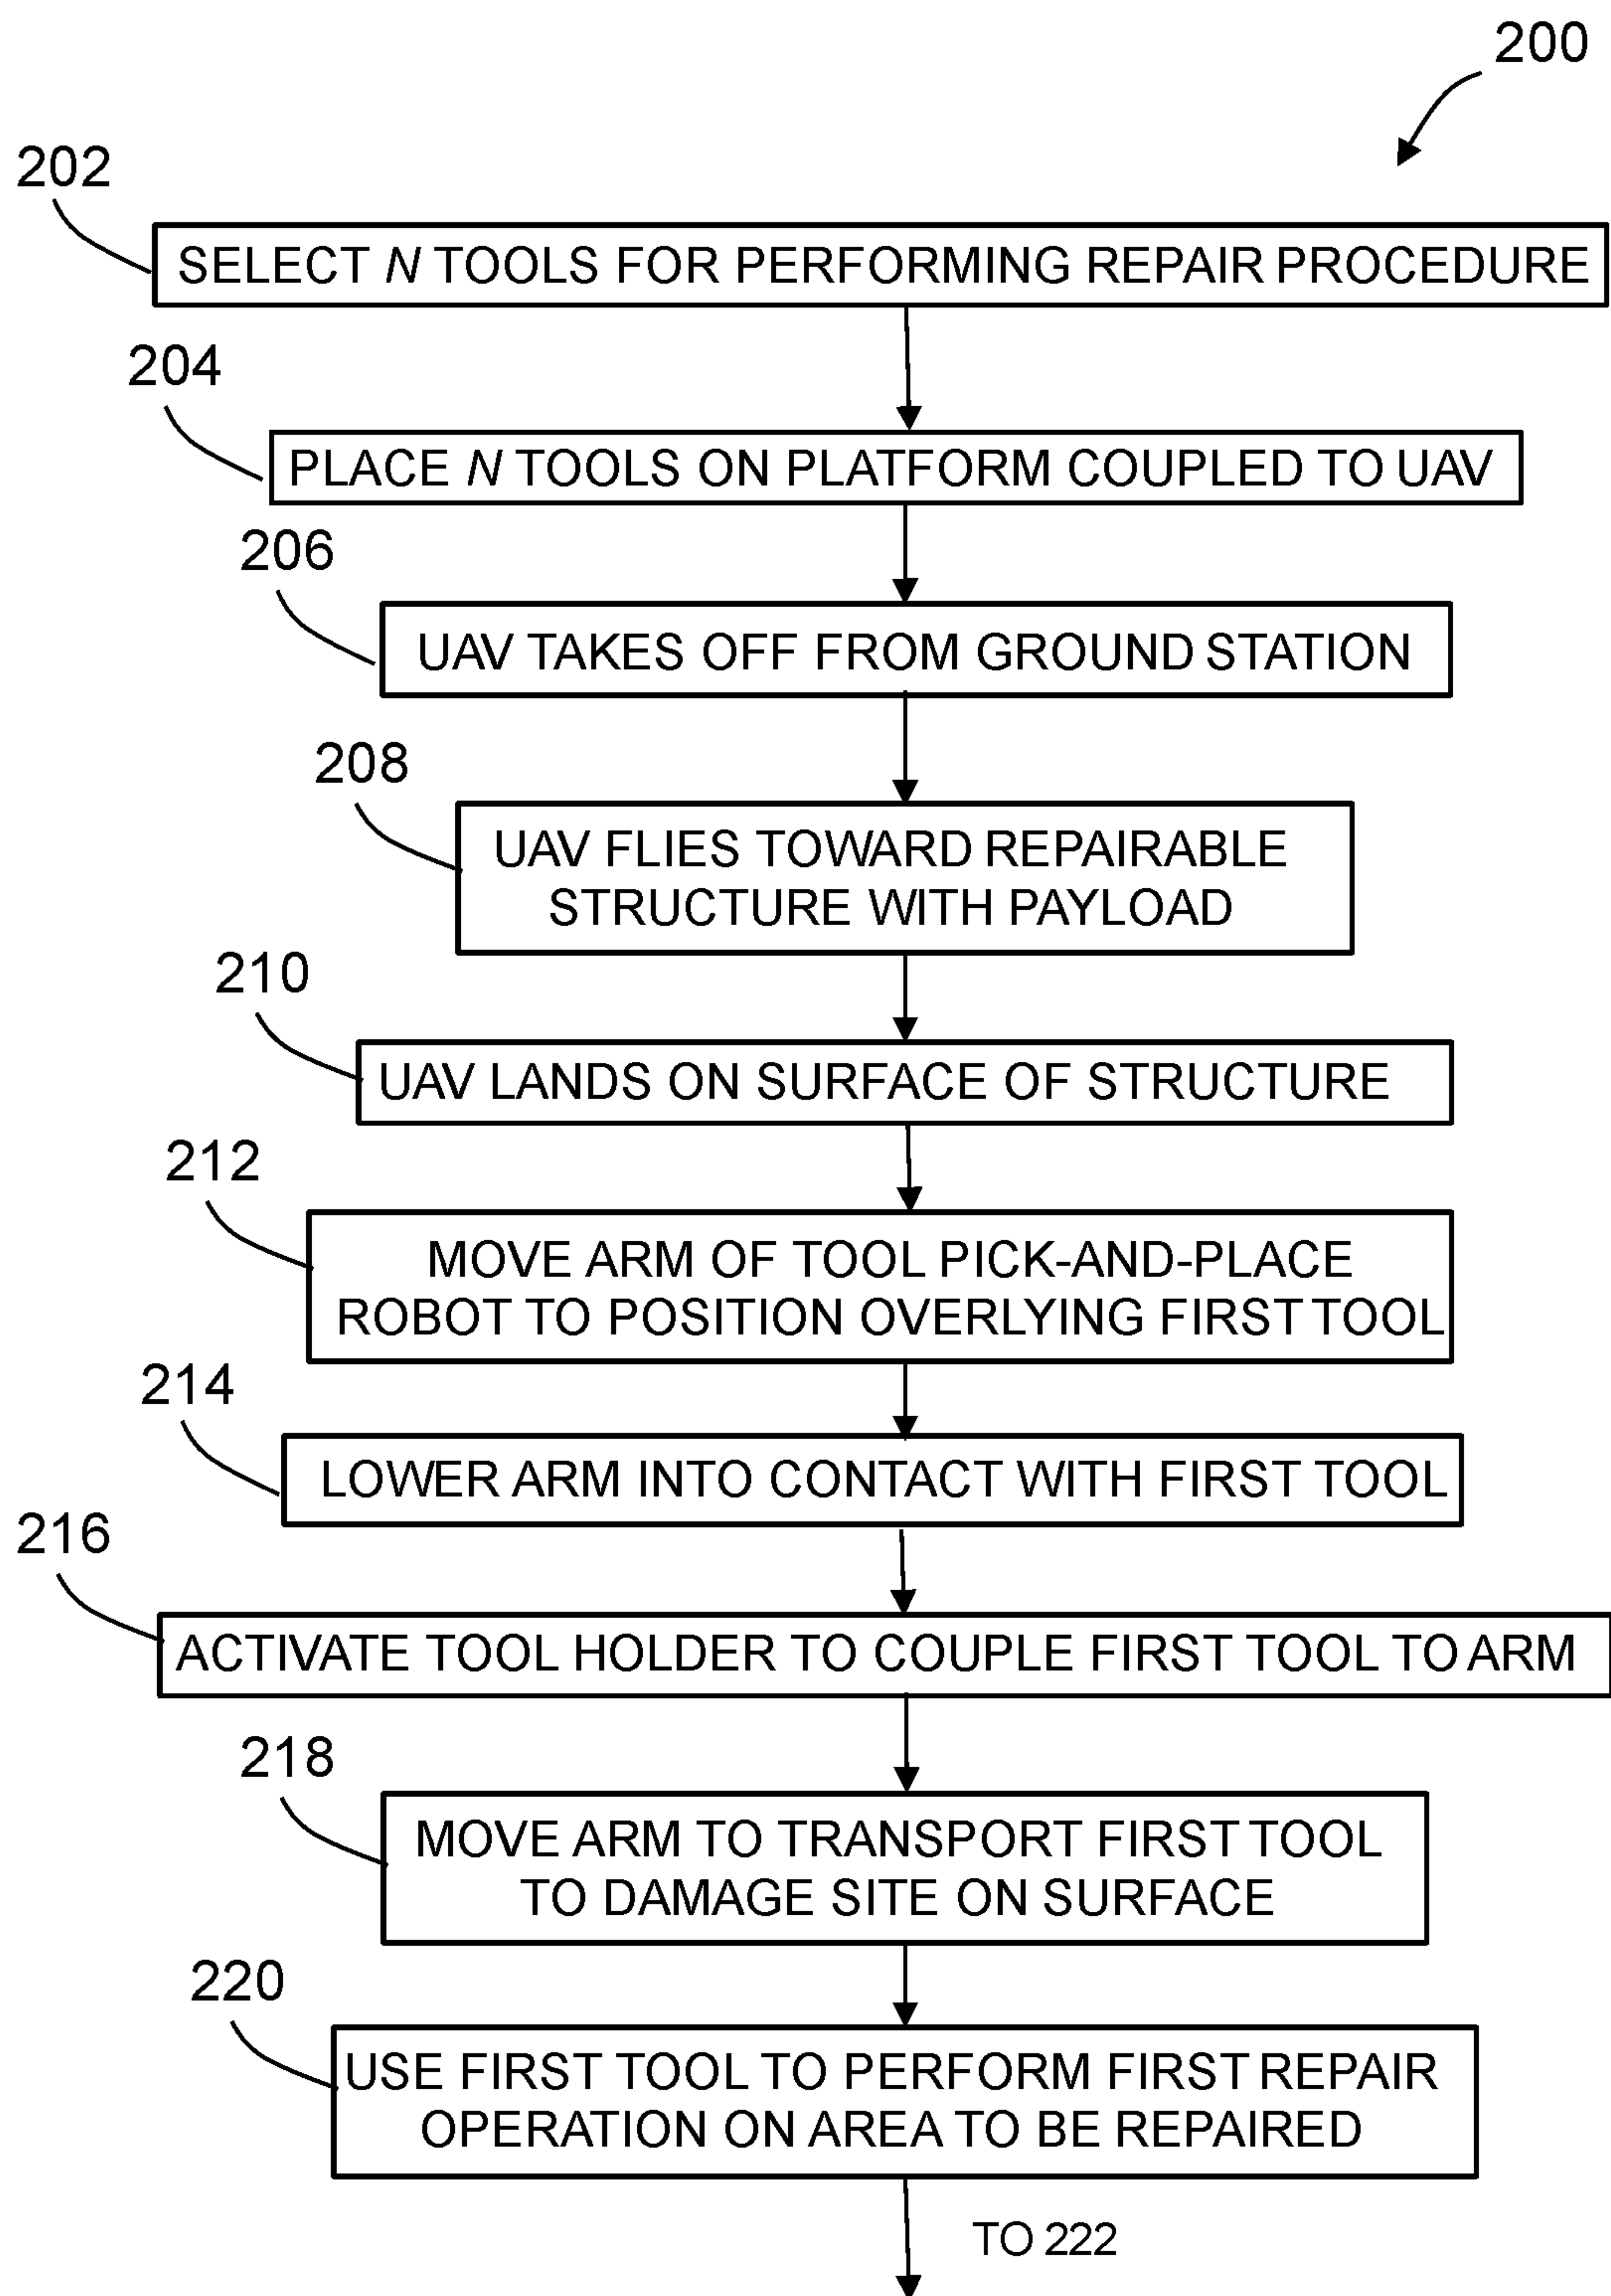 200
202
SELECT N TOOLS FOR PERFORMING REPAIR PROCEDURE
204
PLACE N TOOLS ON PLATFORM COUPLED TO UAV
206
UAV TAKES OFF FROM GROUND STATION
208
UAV FLIES TOWARD REPAIRABLE
STRUCTURE WITH PAYLOAD
210
UAV LANDS ON SURFACE OF STRUCTURE
212
MOVE ARM OF TOOL PICK-AND-PLACE
ROBOT TO POSITION OVERLYING FIRST TOOL
214
LOWER ARM INTO CONTACT WITH FIRST TOOL
216
ACTIVATE TOOL HOLDER TO COUPLE FIRST TOOL TO ARM
218
MOVE ARM TO TRANSPORT FIRST TOOL
TO DAMAGE SITE ON SURFACE
220
USE FIRST TOOL TO PERFORM FIRST REPAIR
OPERATION ON AREA TO BE REPAIRED
TO 222